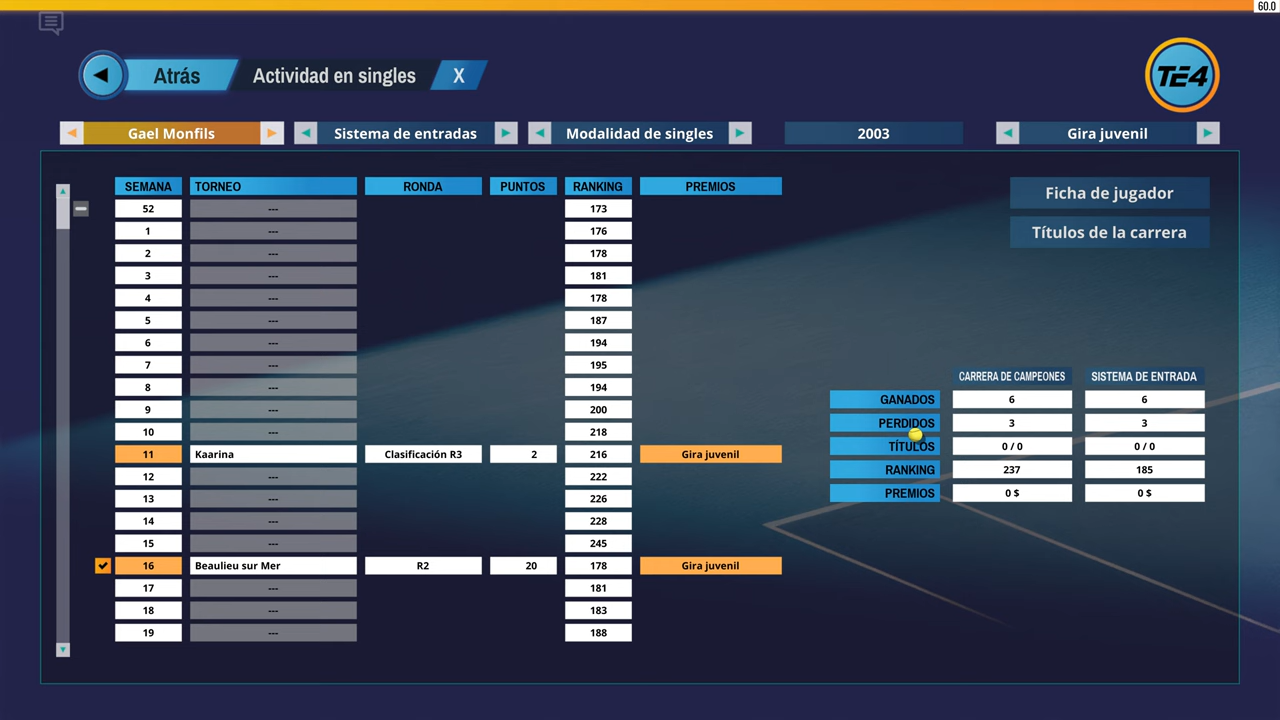 60.0
Atrás Actividad en singles X
TE4
Gael Monfils Sistema de entradas Modalidad de singles 2003 Gira juvenil
SEMANA TORNEO RONDA PUNTOS RANKING PREMIOS
52 --- 173
1 --- 176
2 --- 178
3 --- 181
4 --- 178
5 --- 187
6 --- 194
7 --- 195
8 --- 194
9 --- 200
10 --- 218
11 Kaarina Clasificación R3 2 216 Gira juvenil
12 --- 222
13 --- 226
14 --- 228
15 --- 245
16 Beaulieu sur Mer R2 20 178 Gira juvenil
17 --- 181
18 --- 183
19 --- 188
Ficha de jugador
Títulos de la carrera
CARRERA DE CAMPEONES SISTEMA DE ENTRADA
GANADOS 6 6
PERDIDOS 3 3
TÍTULOS 0 / 0 0 / 0
RANKING 237 185
PREMIOS 0 $ 0 $